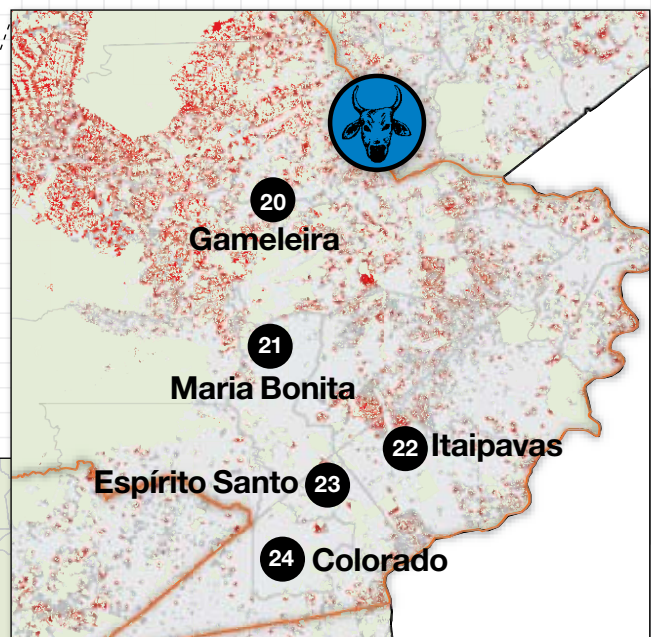 20
Gameleira
21
Maria Bonita
22 Itaipavas
Espírito Santo 23
24 Colorado